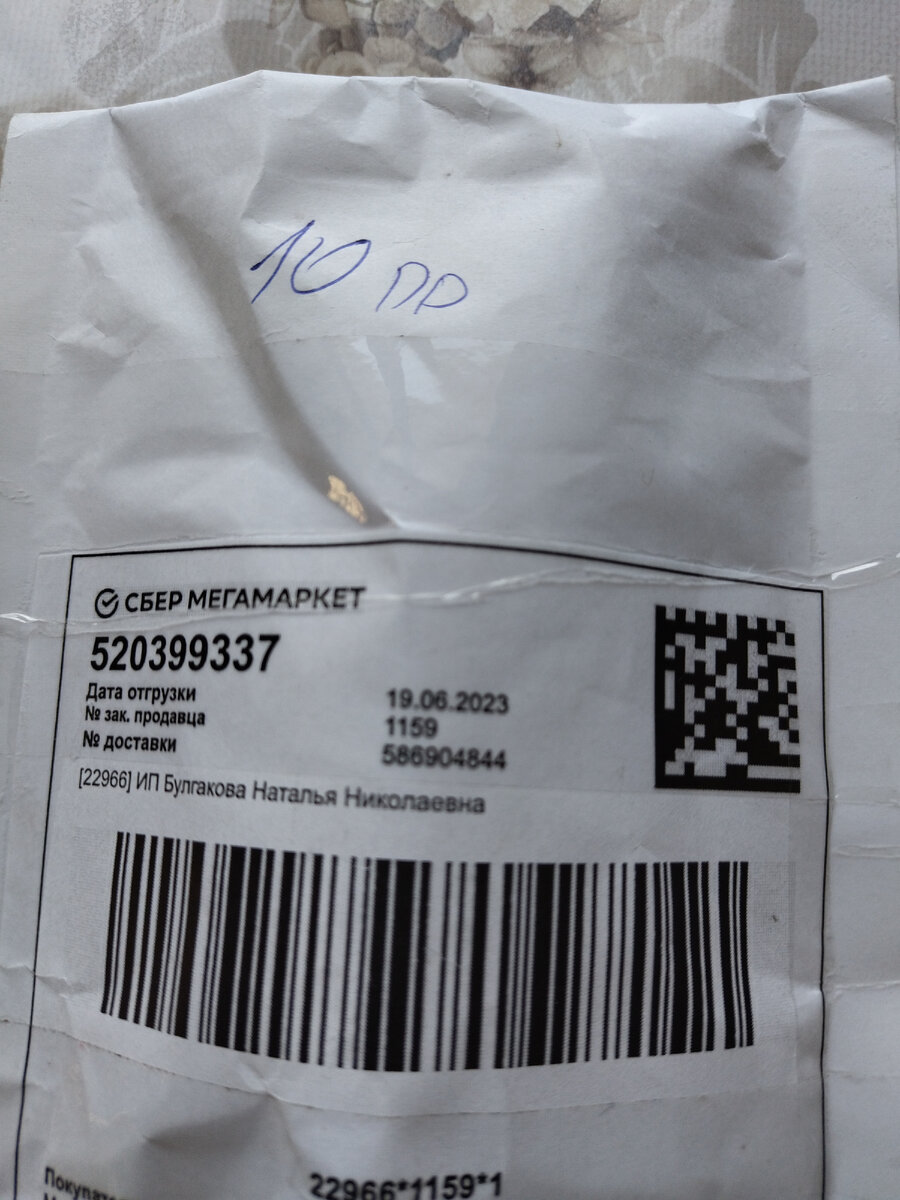 10 пр
СБЕР МЕГАМАРКЕТ
520399337
Дата отгрузки 19.06.2023
№ зак. продавца 1159
№ доставки 586904844
[22966] ИП Булгакова Наталья Николаевна
22966*1159*1